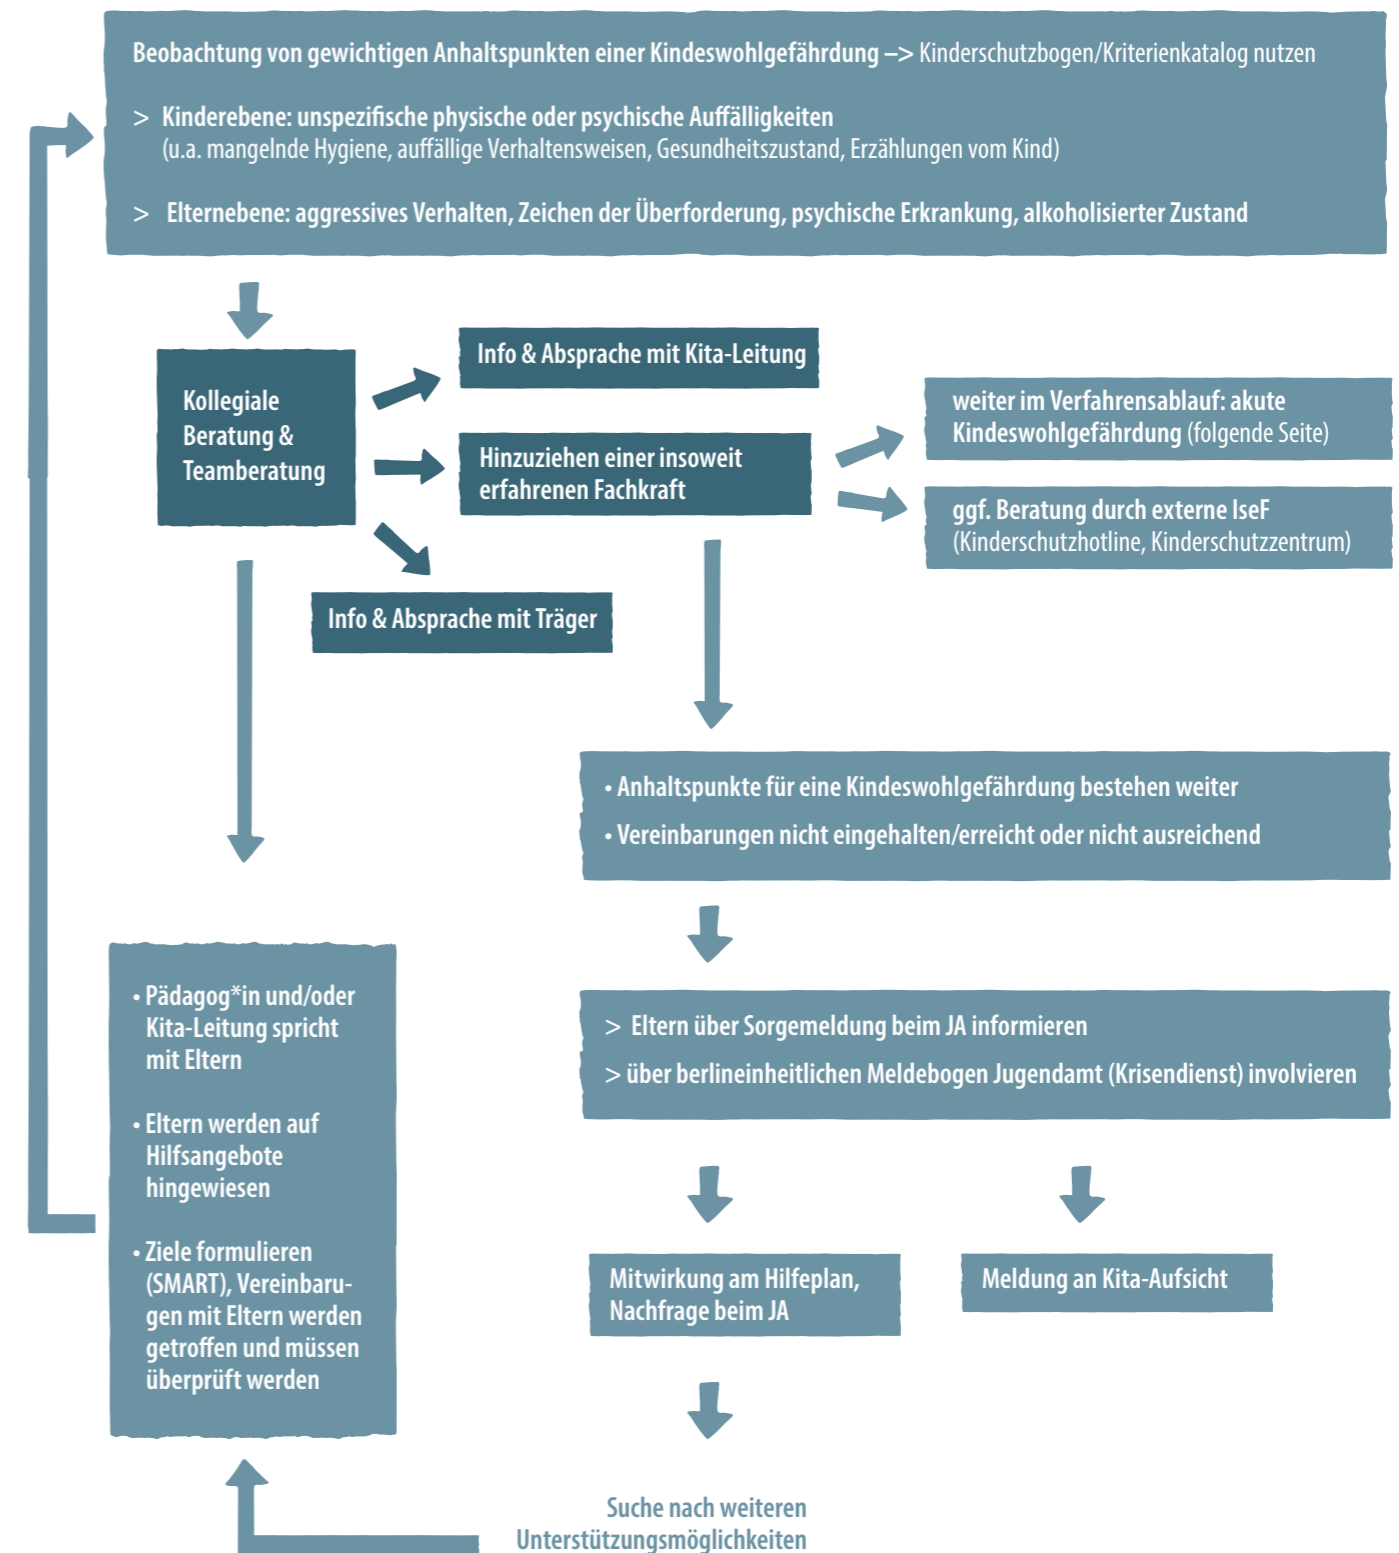 Beobachtung von gewichtigen Anhaltspunkten einer Kindeswohlgefährdung –> Kinderschutzbogen/Kriterienkatalog nutzen
> Kinderebene: unspezifische physische oder psychische Auffälligkeiten
(u.a. mangelnde Hygiene, auffällige Verhaltensweisen, Gesundheitszustand, Erzählungen vom Kind)
> Elternebene: aggressives Verhalten, Zeichen der Überforderung, psychische Erkrankung, alkoholisierter Zustand
Kollegiale
Beratung &
Teamberatung
Info & Absprache mit Kita-Leitung
Hinzuziehen einer insoweit
erfahrenen Fachkraft
weiter im Verfahrensablauf: akute
Kindeswohlgefährdung (folgende Seite)
ggf. Beratung durch externe IseF
(Kinderschutzhotline, Kinderschutzzentrum)
Info & Absprache mit Träger
• Anhaltspunkte für eine Kindeswohlgefährdung bestehen weiter
• Vereinbarungen nicht eingehalten/erreicht oder nicht ausreichend
• Pädagog*in und/oder
Kita-Leitung spricht
mit Eltern
• Eltern werden auf
Hilfsangebote
hingewiesen
• Ziele formulieren
(SMART), Vereinbaru-
gen mit Eltern werden
getroffen und müssen
überprüft werden
> Eltern über Sorgemeldung beim JA informieren
> über berlineinheitlichen Meldebogen Jugendamt (Krisendienst) involvieren
Mitwirkung am Hilfeplan,
Nachfrage beim JA
Meldung an Kita-Aufsicht
Suche nach weiteren
Unterstützungsmöglichkeiten